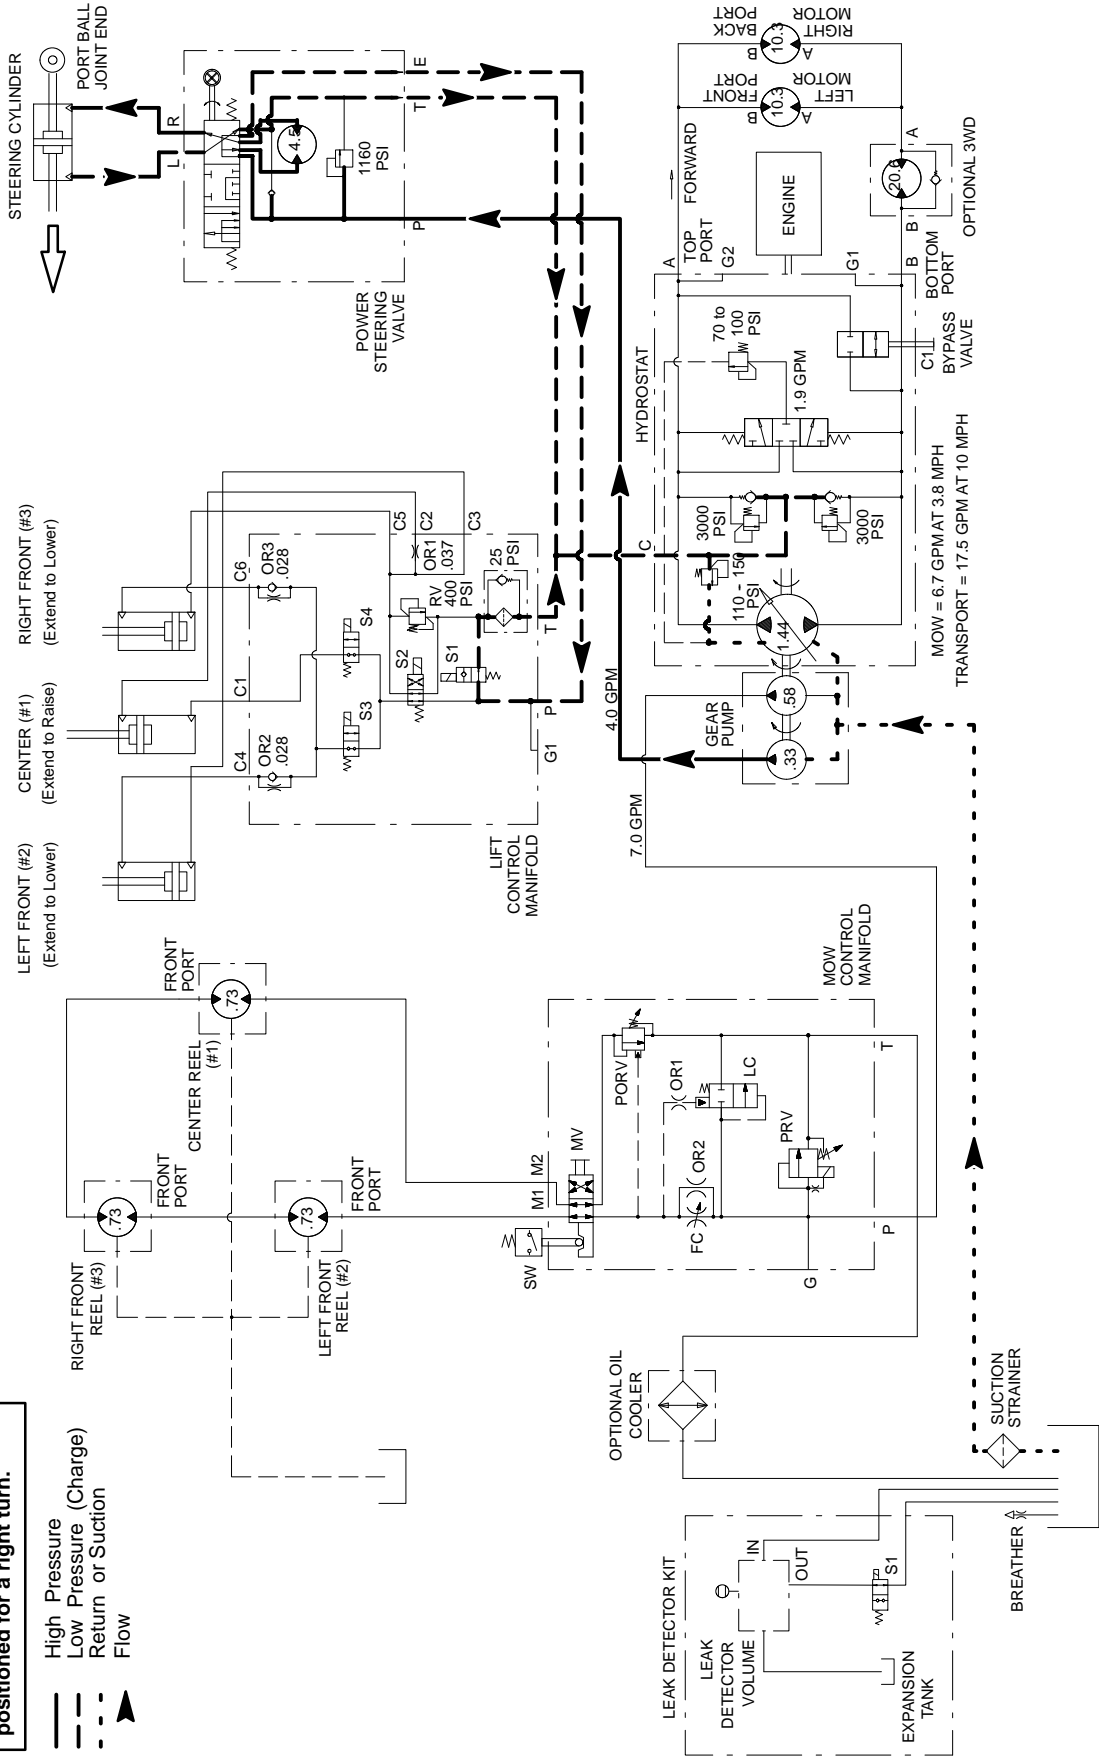 positioned for a right turn.
High Pressure
Low Pressure (Charge)
Return or Suction
Flow
LEFT FRONT (#2)
(Extend to Lower)
CENTER (#1)
(Extend to Raise)
RIGHT FRONT (#3)
(Extend to Lower)
STEERING CYLINDER
PORT BALL
JOINT END
L
R
4.5
1160
PSI
P
T
E
POWER
STEERING
VALVE
C4
C1
C6
OR2
.028
OR3
.028
S3
S4
S2
S1
RV
400
PSI
C5
OR1
.037
C2
C3
25
PSI
G1
P
T
LIFT
CONTROL
MANIFOLD
RIGHT FRONT
REEL (#3)
.73
FRONT
PORT
LEFT FRONT
REEL (#2)
.73
FRONT
PORT
CENTER REEL
(#1)
.73
FRONT
PORT
M1
M2
SW
MV
PORV
OR1
LC
FC
OR2
PRV
G
P
T
MOW
CONTROL
MANIFOLD
7.0 GPM
4.0 GPM
GEAR
PUMP
.33
.58
1.44
110 - 150
PSI
C
3000
PSI
3000
PSI
HYDROSTAT
1.9 GPM
70 to
100
PSI
C1
BYPASS
VALVE
A
TOP
PORT
G2
FORWARD
ENGINE
G1
B
BOTTOM
PORT
B
20.6
A
OPTIONAL 3WD
FRONT
PORT
B
10.3
A
LEFT
MOTOR
BACK
PORT
B
10.3
A
RIGHT
MOTOR
MOW = 6.7 GPM AT 3.8 MPH
TRANSPORT = 17.5 GPM AT 10 MPH
OPTIONAL OIL
COOLER
LEAK DETECTOR KIT
LEAK
DETECTOR
VOLUME
IN
OUT
S1
EXPANSION
TANK
BREATHER
SUCTION
STRAINER